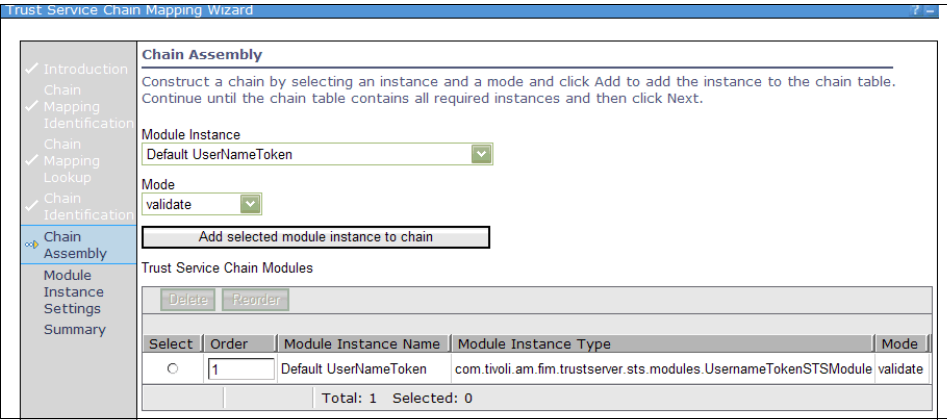 Trust Service Chain Mapping Wizard
? –
Introduction
Chain
Mapping
Identification
Chain
Mapping
Lookup
Chain
Identification
Chain
Assembly
Module
Instance
Settings
Summary
Chain Assembly
Construct a chain by selecting an instance and a mode and click Add to add the instance to the chain table.
Continue until the chain table contains all required instances and then click Next.
Module Instance
Default UserNameToken
Mode
validate
Add selected module instance to chain
Trust Service Chain Modules
Delete Reorder
Select Order Module Instance Name Module Instance Type Mode
1 Default UserNameToken com.tivoli.am.fim.trustserver.sts.modules.UsernameTokenSTSModule validate
Total: 1 Selected: 0